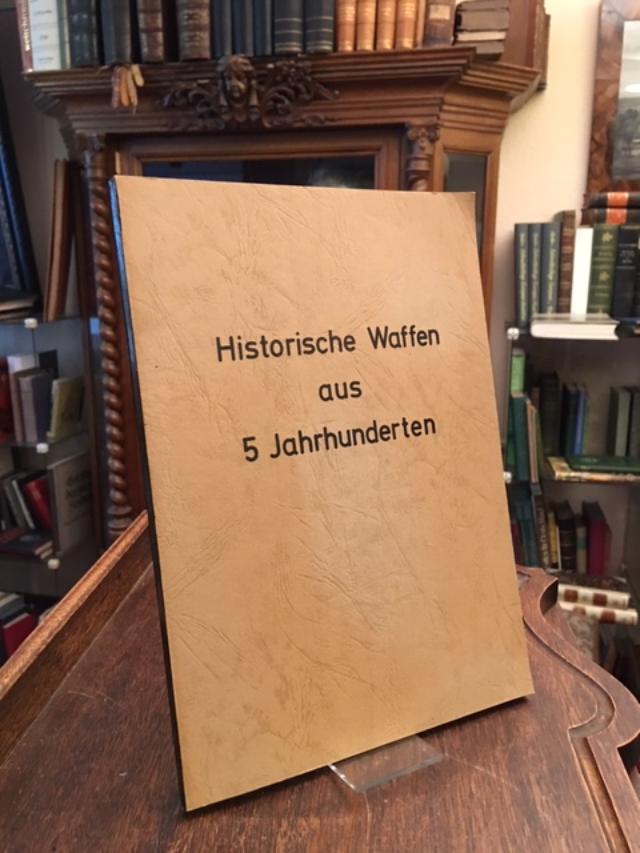 Historische Waffen
aus
5 Jahrhunderten